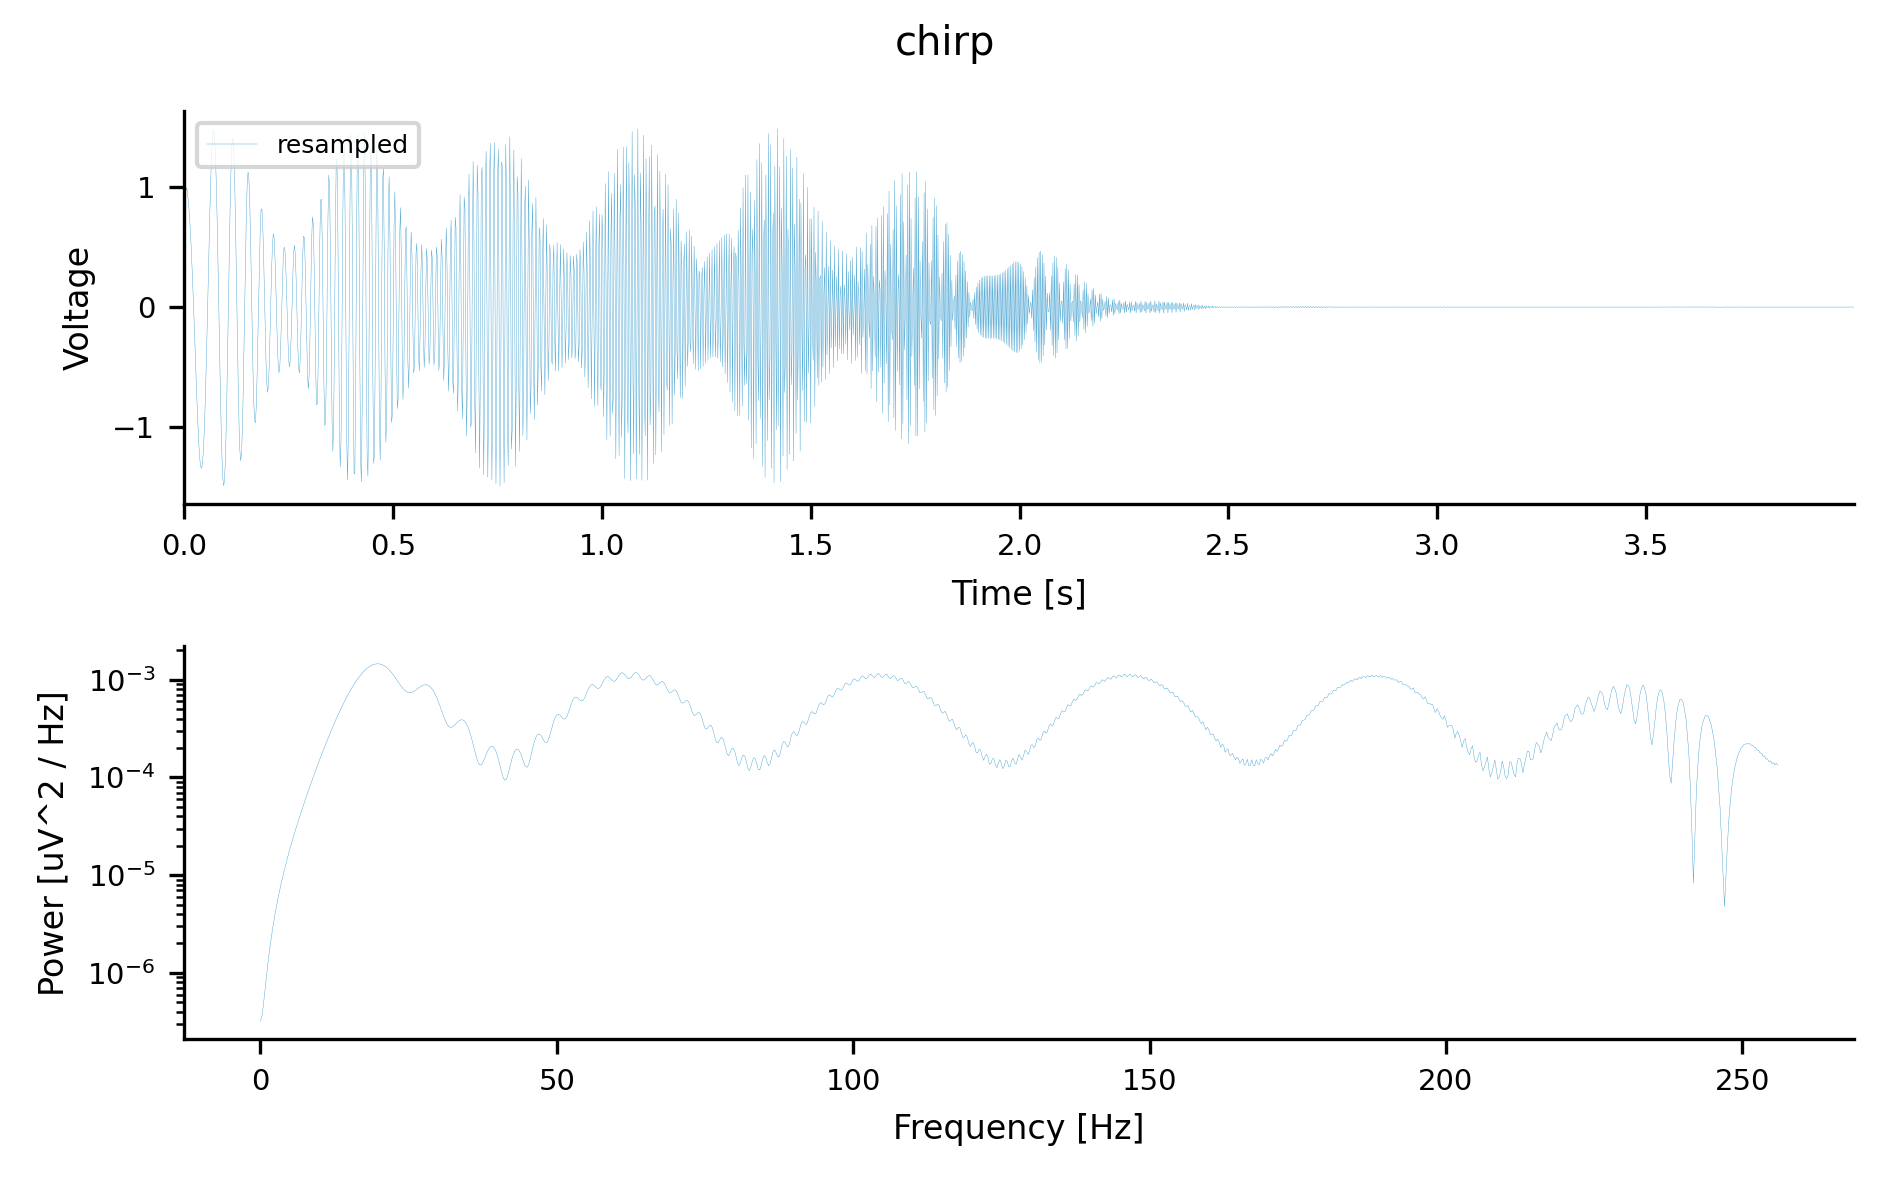 chirp
resampled
Voltage
1
0
−1
0.0 0.5 1.0 1.5 2.0 2.5 3.0 3.5
Time [s]
Power [uV^2 / Hz]
10⁻³
10⁻⁴
10⁻⁵
10⁻⁶
0 50 100 150 200 250
Frequency [Hz]